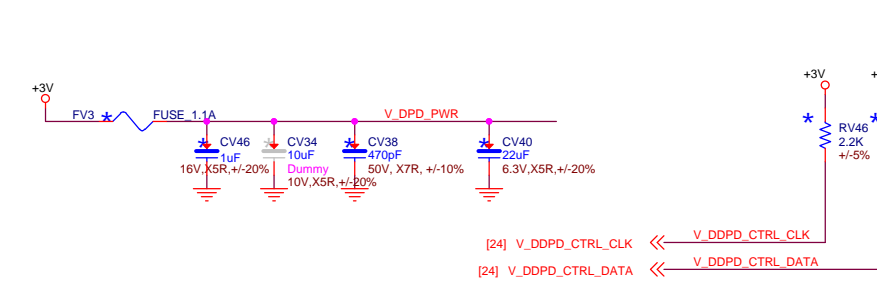 +3V
FV3
FUSE_1.1A
V_DPD_PWR
CV46
1uF
16V,X5R,+/-20%
CV34
10uF
Dummy
10V,X5R,+/-20%
CV38
470pF
50V, X7R, +/-10%
CV40
22uF
6.3V,X5R,+/-20%
+3V
+
RV46
2.2K
+/-5%
[24] V_DDPD_CTRL_CLK
V_DDPD_CTRL_CLK
[24] V_DDPD_CTRL_DATA
V_DDPD_CTRL_DATA